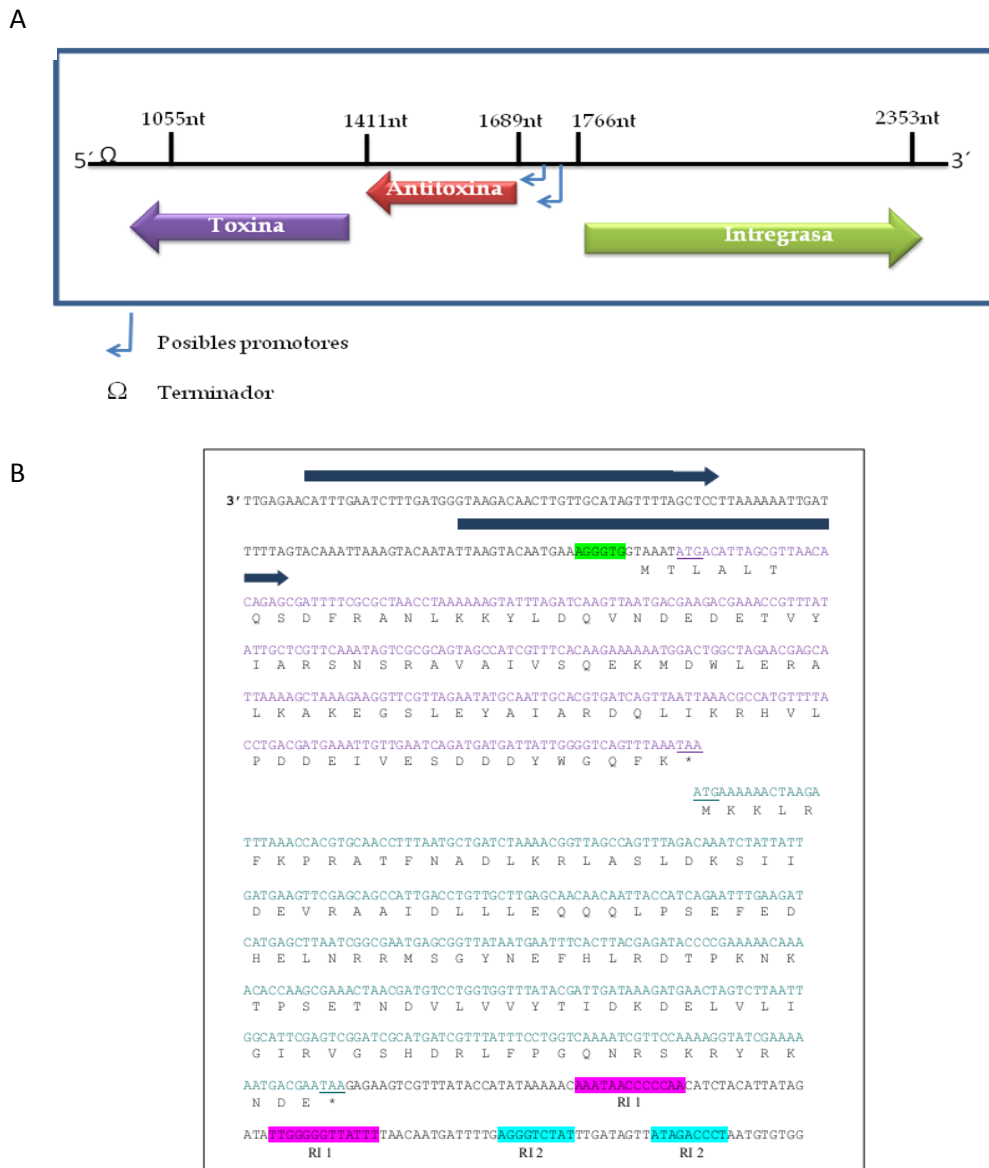 A
1055nt 1411nt 1689nt 1766nt 2353nt
5´ Ω 3´
Antitoxina
Toxina Intregrasa
Posibles promotores
Ω Terminador
B
3’ TTGAGAACATTTGAATCTTTGATGGGTAAGACAACTTGTTGCATAGTTTTAGCTCCTTAAAAAATTGAT
TTTTAGTACAAATTAAAGTACAATATTAAGTACAATGAAAGGGTGGTAAATATGACATTAGCGTTAACA
M T L A L T
CAGAGCGATTTTCGCGCTAACCTAAAAAAGTATTTAGATCAAGTTAATGACGAAGACGAAACCGTTTAT
Q S D F R A N L K K Y L D Q V N D E D E T V Y
ATTGCTCGTTCAAATAGTCGCGCAGTAGCCATCGTTTCACAAGAAAAAATGGACTGGCTAGAACGAGCA
I A R S N S R A V A I V S Q E K M D W L E R A
TTAAAAGCTAAAGAAGGTTCGTTAGAATATGCAATTGCACGTGATCAGTTAATTAAACGCCATGTTTTA
L K A K E G S L E Y A I A R D Q L I K R H V L
CCTGACGATGAAATTGTTGAATCAGATGATGATTATTGGGGTCAGTTTAAATAA
P D D E I V E S D D D Y W G Q F K *
ATGAAAAAACTAAGA
M K K L R
TTTAAACCACGTGCAACCTTTAATGCTGATCTAAAACGGTTAGCCAGTTTAGACAAATCTATTATT
F K P R A T F N A D L K R L A S L D K S I I
GATGAAGTTCGAGCAGCCATTGACCTGTTGCTTGAGCAACAACAATTACCATCAGAATTTGAAGAT
D E V R A A I D L L L E Q Q Q L P S E F E D
CATGAGCTTAATCGGCGAATGAGCGGTTATAATGAATTTCACTTACGAGATACCCCGAAAAACAAA
H E L N R R M S G Y N E F H L R D T P K N K
ACACCAAGCGAAACTAACGATGTCCTGGTGGTTTATACGATTGATAAAGATGAACTAGTCTTAATT
T P S E T N D V L V V Y T I D K D E L V L I
GGCATTCGAGTCGGATCGCATGATCGTTTATTTCCTGGTCAAAATCGTTCCAAAAGGTATCGAAAA
G I R V G S H D R L F P G Q N R S K R Y R K
AATGACGAATAAGAGAAGTCGTTTATACCATATAAAAACAAATAACCCCCAACATCTACATTATAG
N D E * RI 1
ATATTGGGGGTTATTTTAACAATGATTTTGAGGGTCTATTTGATAGTTATAGACCCTAATGTGTGG
RI 1 RI 2 RI 2